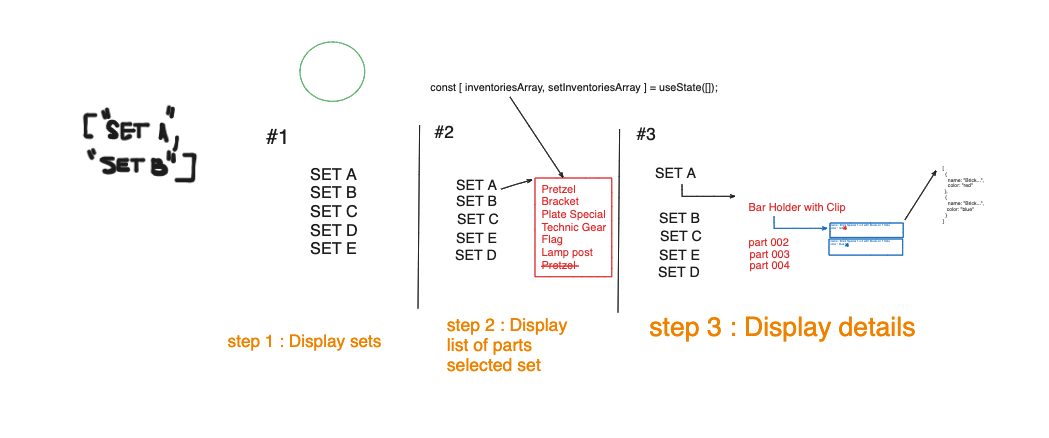 const [ inventoriesArray, setInventoriesArray ] = useState([]);
["SET A",
"SET B"]
#1
SET A
SET B
SET C
SET D
SET E
step 1 : Display sets
#2
SET A
SET B
SET C
SET E
SET D
Pretzel
Bracket
Plate Special
Technic Gear
Flag
Lamp post
Pretzel
step 2 : Display
list of parts
selected set
#3
SET A
SET B
SET C
SET E
SET D
Bar Holder with Clip
part 002
part 003
part 004
[
{
name: "Brick...",
color: "red"
},
{
name: "Brick...",
color: "blue"
}
]
step 3 : Display details